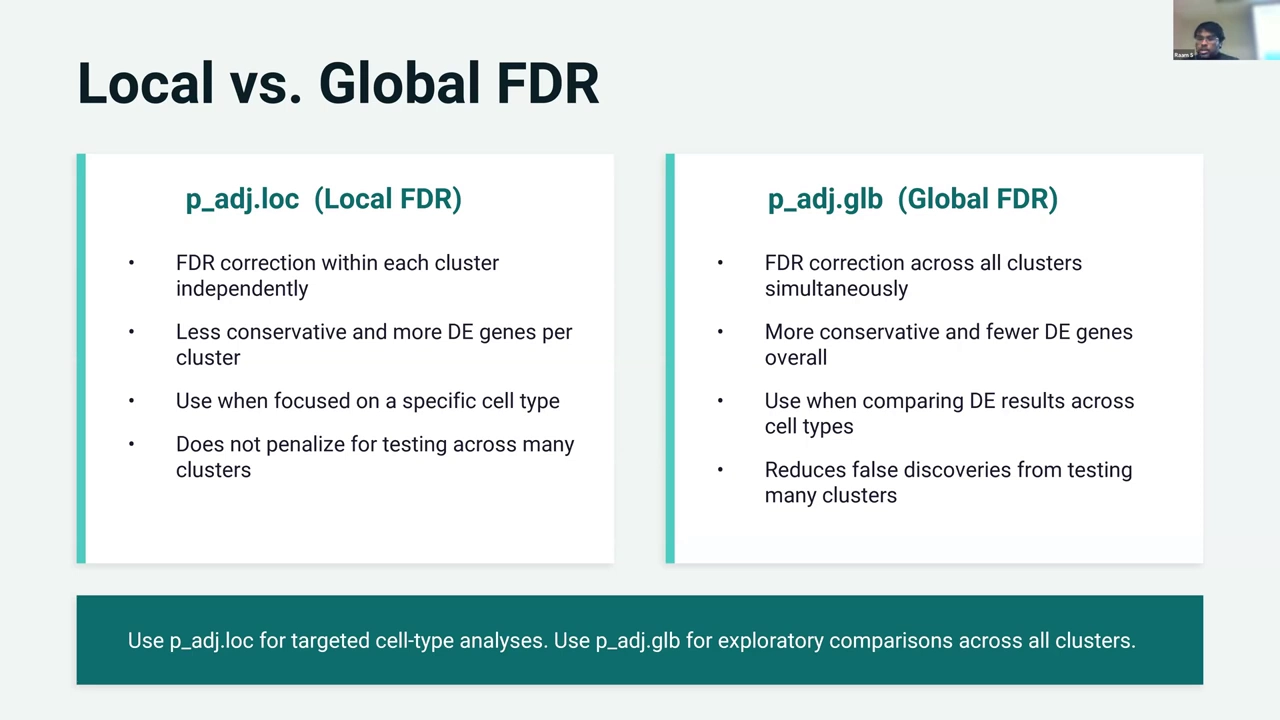 Local vs. Global FDR
Raam S
p_adj.loc (Local FDR)
• FDR correction within each cluster
independently
• Less conservative and more DE genes per
cluster
• Use when focused on a specific cell type
• Does not penalize for testing across many
clusters
p_adj.glb (Global FDR)
• FDR correction across all clusters
simultaneously
• More conservative and fewer DE genes
overall
• Use when comparing DE results across
cell types
• Reduces false discoveries from testing
many clusters
Use p_adj.loc for targeted cell-type analyses. Use p_adj.glb for exploratory comparisons across all clusters.